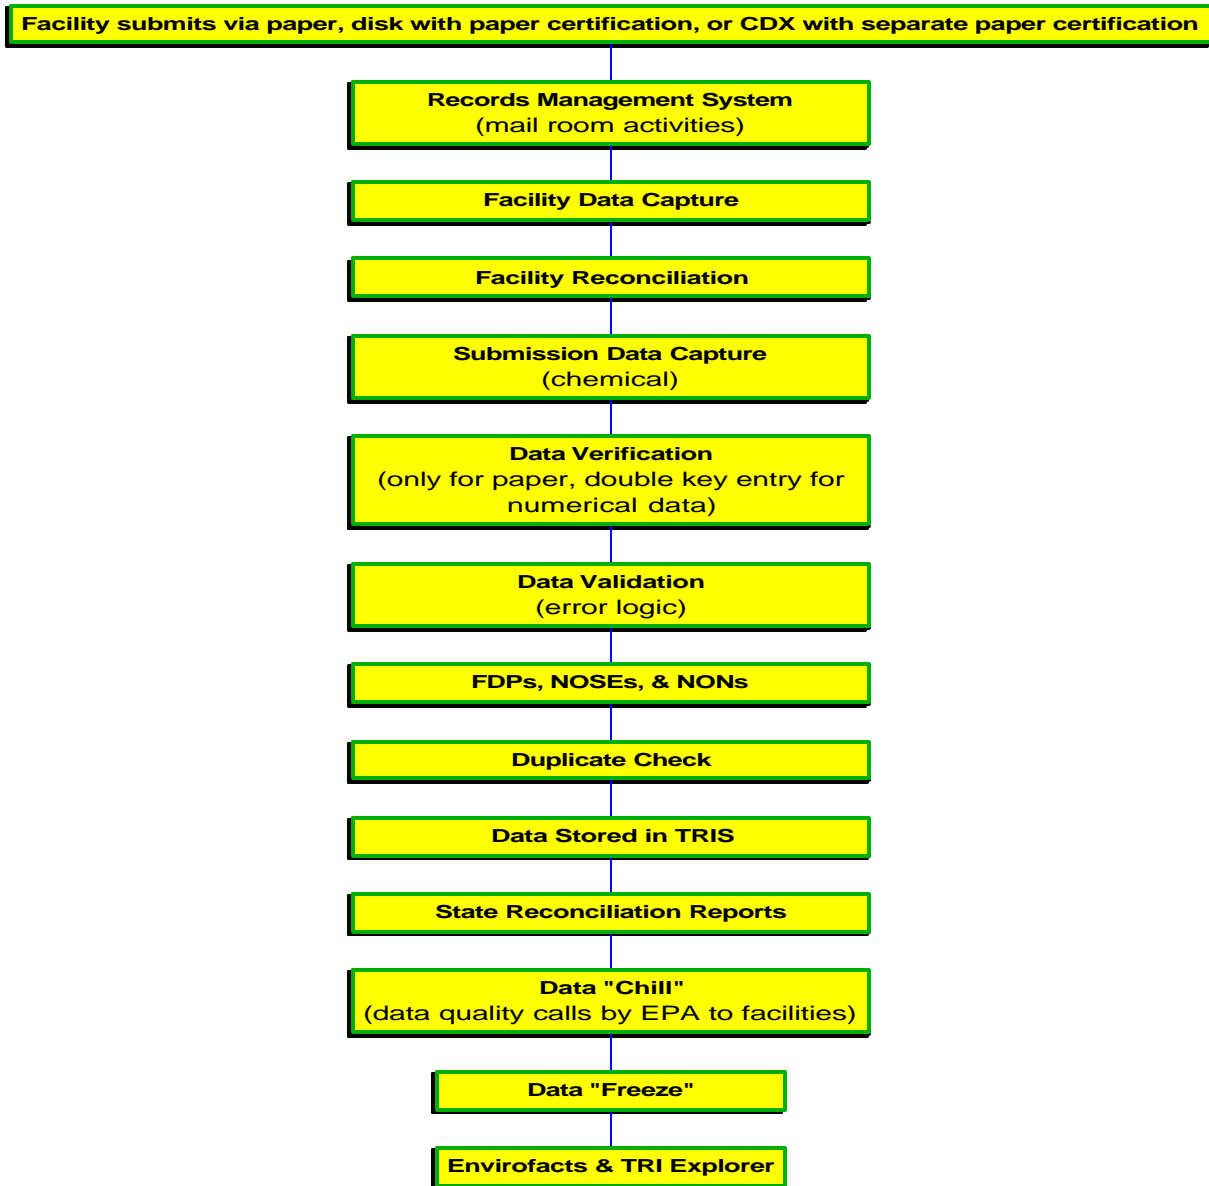 Facility submits via paper, disk with paper certification, or CDX with separate paper certification
Records Management System
(mail room activities)
Facility Data Capture
Facility Reconciliation
Submission Data Capture
(chemical)
Data Verification
(only for paper, double key entry for
numerical data)
Data Validation
(error logic)
FDPs, NOSEs, & NONs
Duplicate Check
Data Stored in TRIS
State Reconciliation Reports
Data "Chill"
(data quality calls by EPA to facilities)
Data "Freeze"
Envirofacts & TRI Explorer